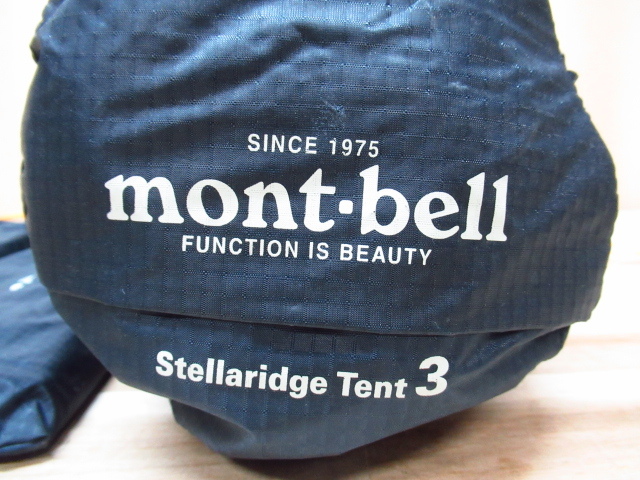 SINCE 1975
mont·bell
FUNCTION IS BEAUTY
Stellaridge Tent 3